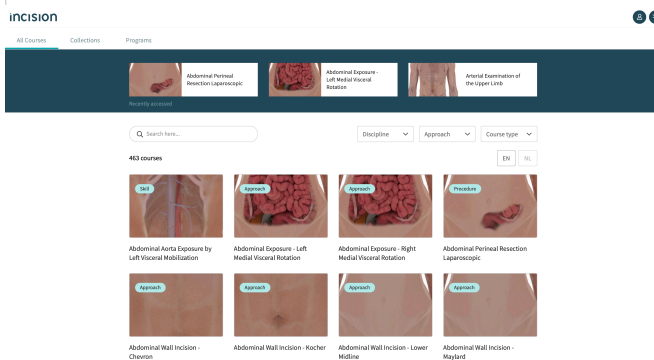 incision
All Courses Collections Programs
Abdominal Perineal
Resection Laparoscopic
Abdominal Exposure -
Left Medial Visceral
Rotation
Arterial Examination of
the Upper Limb
Recently accessed
Search here...
Discipline
Approach
Course type
463 courses
EN
NL
Skill
Approach
Approach
Procedure
Abdominal Aorta Exposure by
Left Visceral Mobilization
Abdominal Exposure - Left
Medial Visceral Rotation
Abdominal Exposure - Right
Medial Visceral Rotation
Abdominal Perineal Resection
Laparoscopic
Approach
Approach
Approach
Approach
Abdominal Wall Incision -
Chevron
Abdominal Wall Incision - Kocher
Abdominal Wall Incision - Lower
Midline
Abdominal Wall Incision -
Maylard